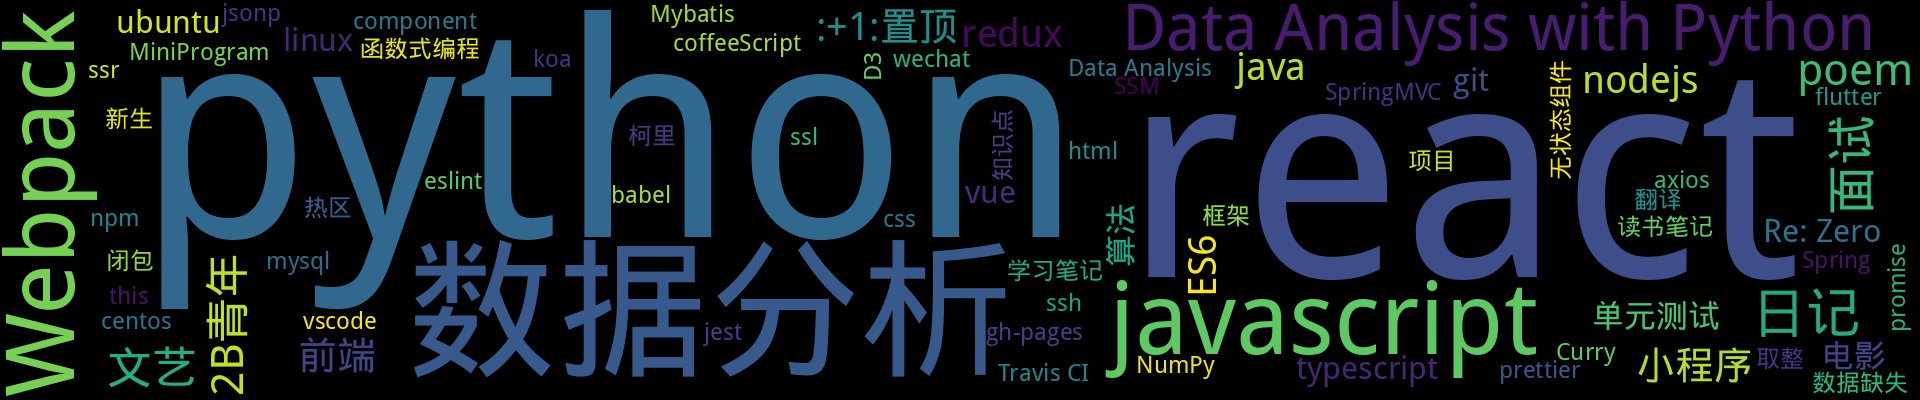 Webpack
ubuntu
jsonp
linux
component
MiniProgram
函数式编程
ssr
新生
koa
Mybatis
coffeeScript
:+1:置顶
D3
wechat
redux
Data Analysis with Python
Data Analysis
SSM
java
SpringMVC
git
无状态组件
nodejs
poem
flutter
python
柯里
ssl
知识点
html
react
项目
面试
eslint
babel
vue
css
热区
npm
axios
翻译
读书笔记
框架
算法
ES6
Re: Zero
Spring
promise
闭包
mysql
2B青年
this
centos
vscode
数据分析
学习笔记
ssh
javascript
单元测试
日记
文艺
前端
jest
gh-pages
Travis CI
NumPy
typescript
prettier
Curry
小程序
取整
电影
数据缺失